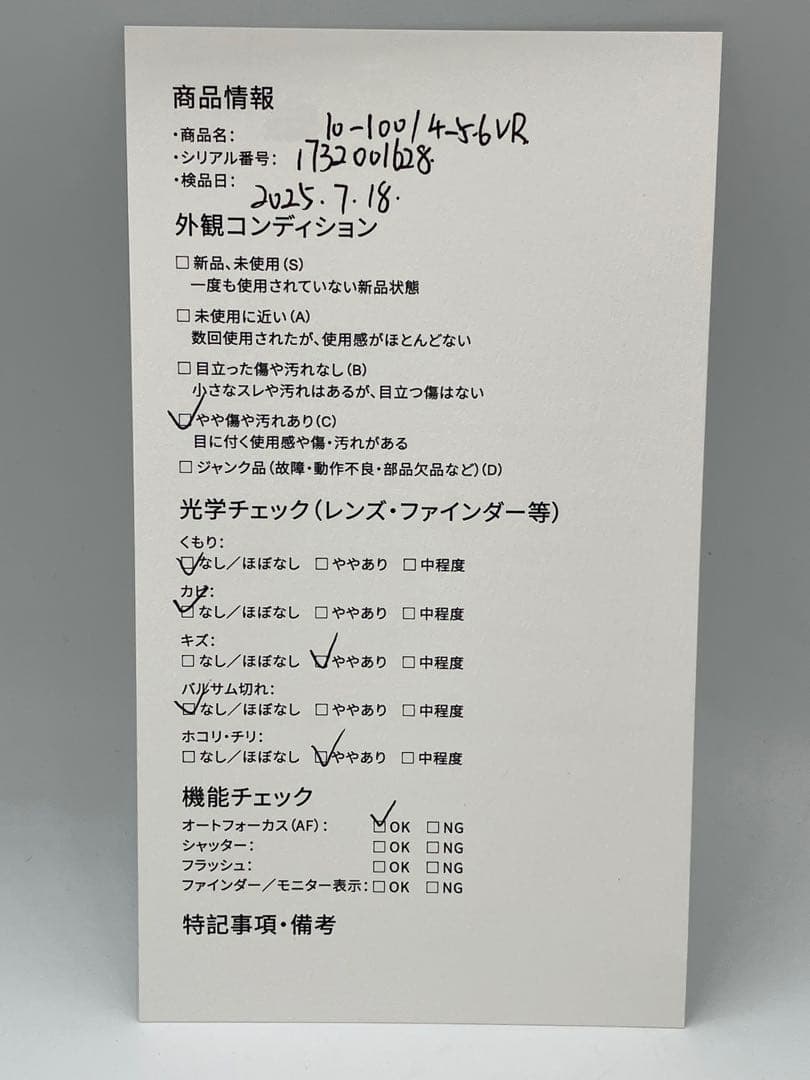 商品情報
・商品名: 10-100/4-5.6VR
・シリアル番号: 1732001628.
・検品日: 2025.7.18.
外観コンディション
□ 新品、未使用(S)
一度も使用されていない新品状態
□ 未使用に近い(A)
数回使用されたが、使用感がほとんどない
□ 目立った傷や汚れなし(B)
小さなスレや汚れはあるが、目立つ傷はない
☑ やや傷や汚れあり(C)
目に付く使用感や傷・汚れがある
□ ジャンク品(故障・動作不良・部品欠品など)(D)
光学チェック(レンズ・ファインダー等)
くもり:
☑ なし/ほぼなし □ ややあり □ 中程度
カビ:
☑ なし/ほぼなし □ ややあり □ 中程度
キズ:
□ なし/ほぼなし ☑ ややあり □ 中程度
バルサム切れ:
☑ なし/ほぼなし □ ややあり □ 中程度
ホコリ・チリ:
□ なし/ほぼなし ☑ ややあり □ 中程度
機能チェック
オートフォーカス(AF): ☑ OK □ NG
シャッター: □ OK □ NG
フラッシュ: □ OK □ NG
ファインダー/モニター表示: □ OK □ NG
特記事項・備考